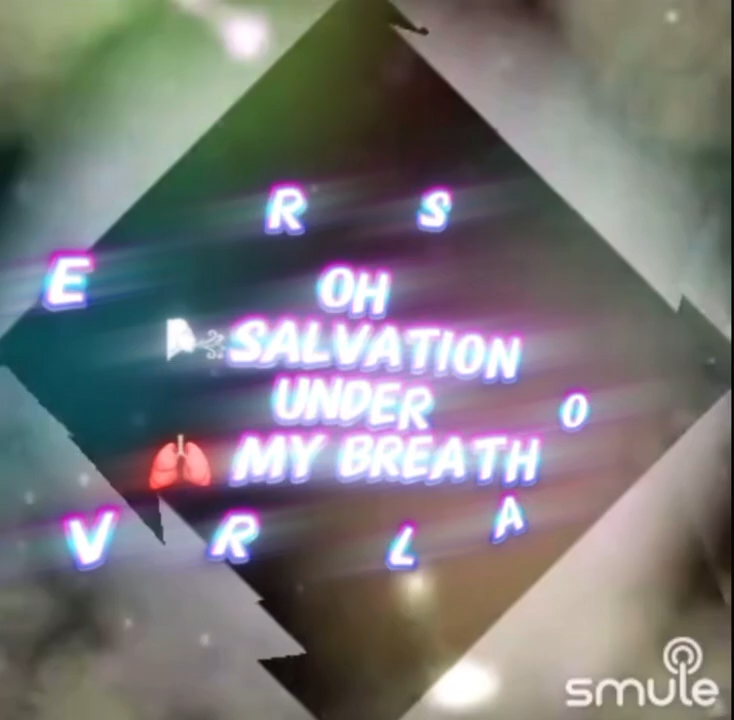 R S
E
OH
🌬️SALVATION
UNDER
O
🫁 MY BREATH
V R L A
smule